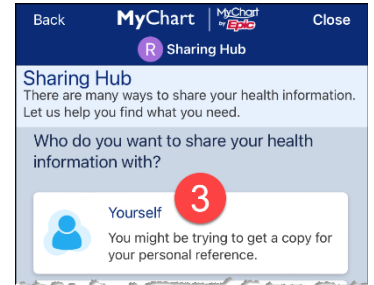 Back MyChart MyChart by Epic Close
R Sharing Hub
Sharing Hub
There are many ways to share your health information.
Let us help you find what you need.
Who do you want to share your health
information with?
Yourself 3
You might be trying to get a copy for
your personal reference.